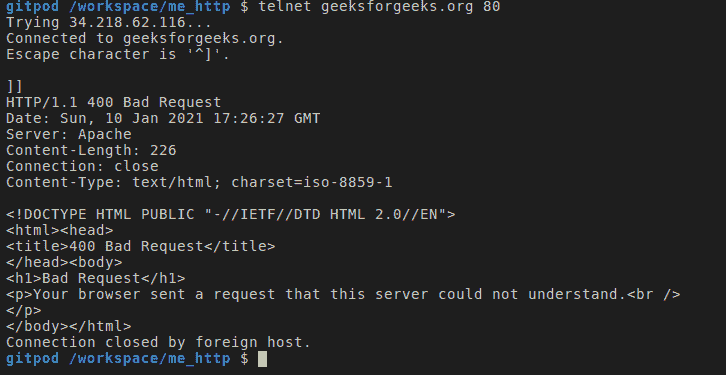 gitpod /workspace/me_http $ telnet geeksforgeeks.org 80
Trying 34.218.62.116...
Connected to geeksforgeeks.org.
Escape character is '^]'.
]]
HTTP/1.1 400 Bad Request
Date: Sun, 10 Jan 2021 17:26:27 GMT
Server: Apache
Content-Length: 226
Connection: close
Content-Type: text/html; charset=iso-8859-1
<!DOCTYPE HTML PUBLIC "-//IETF//DTD HTML 2.0//EN">
<html><head>
<title>400 Bad Request</title>
</head><body>
<h1>Bad Request</h1>
<p>Your browser sent a request that this server could not understand.<br />
</p>
</body></html>
Connection closed by foreign host.
gitpod /workspace/me_http $